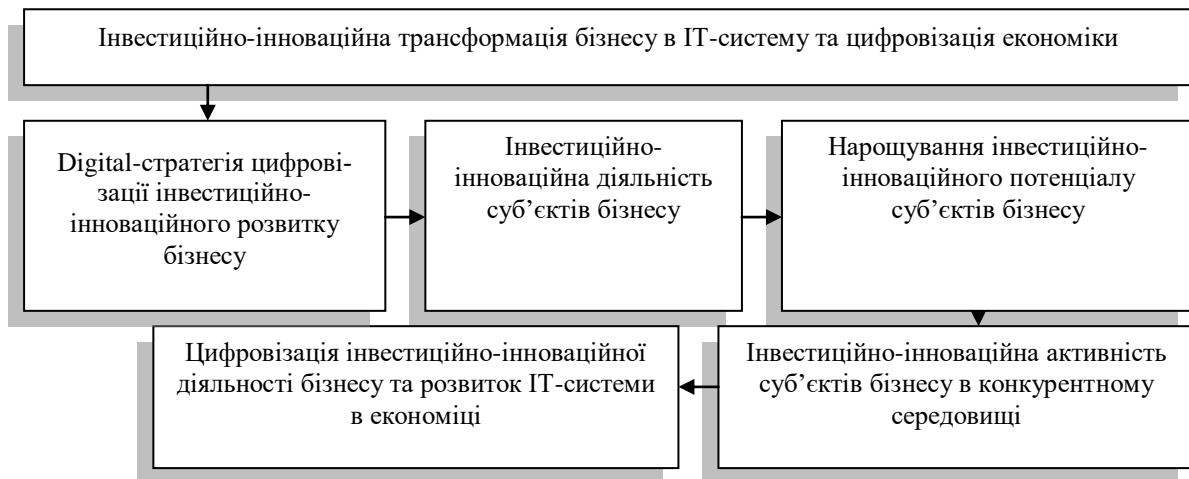 Інвестиційно-інноваційна трансформація бізнесу в ІТ-систему та цифровізація економіки
Digital-стратегія цифрові-
зації інвестиційно-
інноваційного розвитку
бізнесу
Інвестиційно-
інноваційна діяльність
суб’єктів бізнесу
Нарощування інвестиційно-
інноваційного потенціалу
суб’єктів бізнесу
Інвестиційно-інноваційна активність
суб’єктів бізнесу в конкурентному
середовищі
Цифровізація інвестиційно-інноваційної
діяльності бізнесу та розвиток ІТ-системи
в економіці